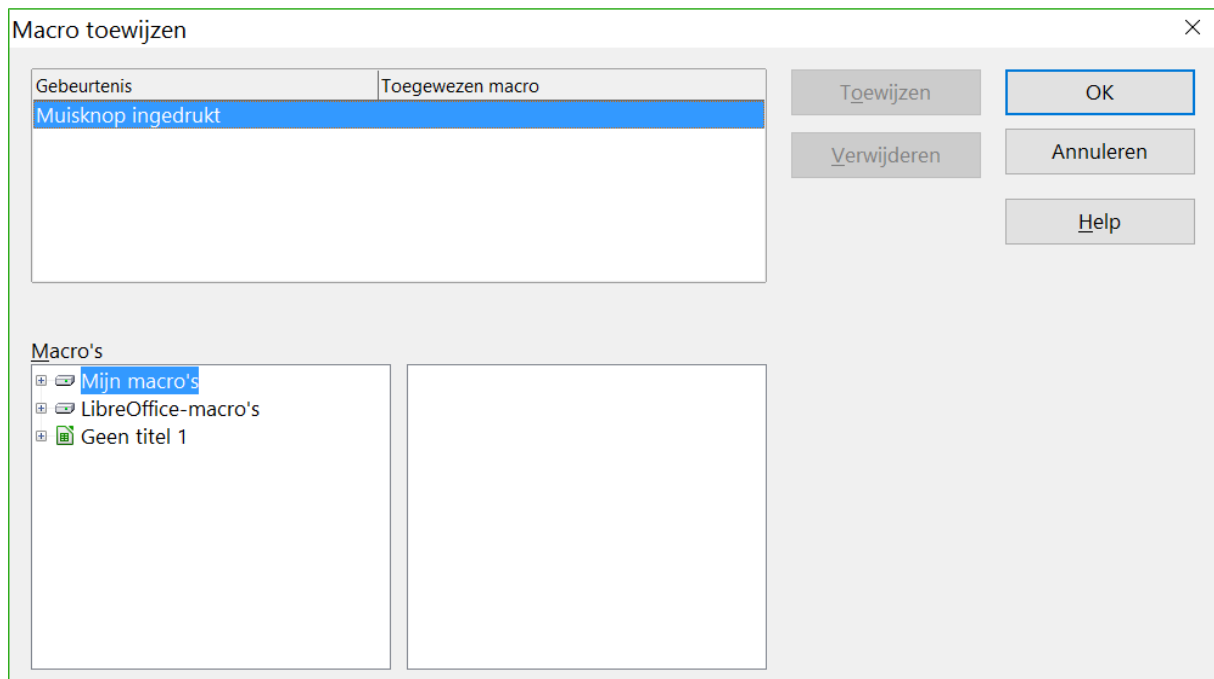 Macro toewijzen
Gebeurtenis Toegewezen macro
Muisknop ingedrukt
Toewijzen
OK
Verwijderen
Annuleren
Help
Macro's
Mijn macro's
LibreOffice-macro's
Geen titel 1